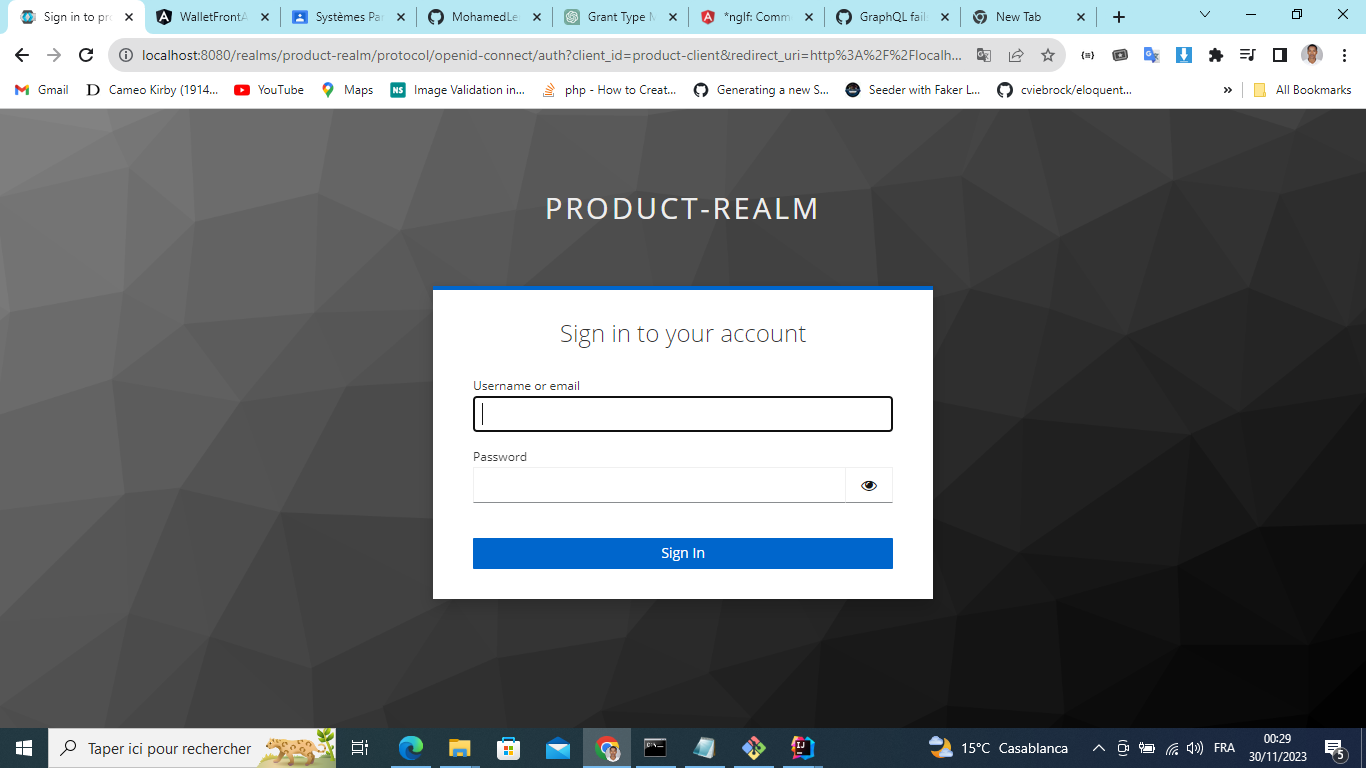 Sign in to pro
WalletFrontA
Systèmes Par
MohamedLe
Grant Type M
*ngIf: Comm
GraphQL fail
New Tab
localhost:8080/realms/product-realm/protocol/openid-connect/auth?client_id=product-client&redirect_uri=http%3A%2F%2Flocalh...
Gmail
Cameo Kirby (1914...
YouTube
Maps
NS
Image Validation in...
php - How to Creat...
Generating a new S...
Seeder with Faker L...
cviebrock/eloquent...
»
All Bookmarks
PRODUCT-REALM
Sign in to your account
Username or email
Password
Sign In
Taper ici pour rechercher
15°C Casablanca
FRA
00:29
30/11/2023
5